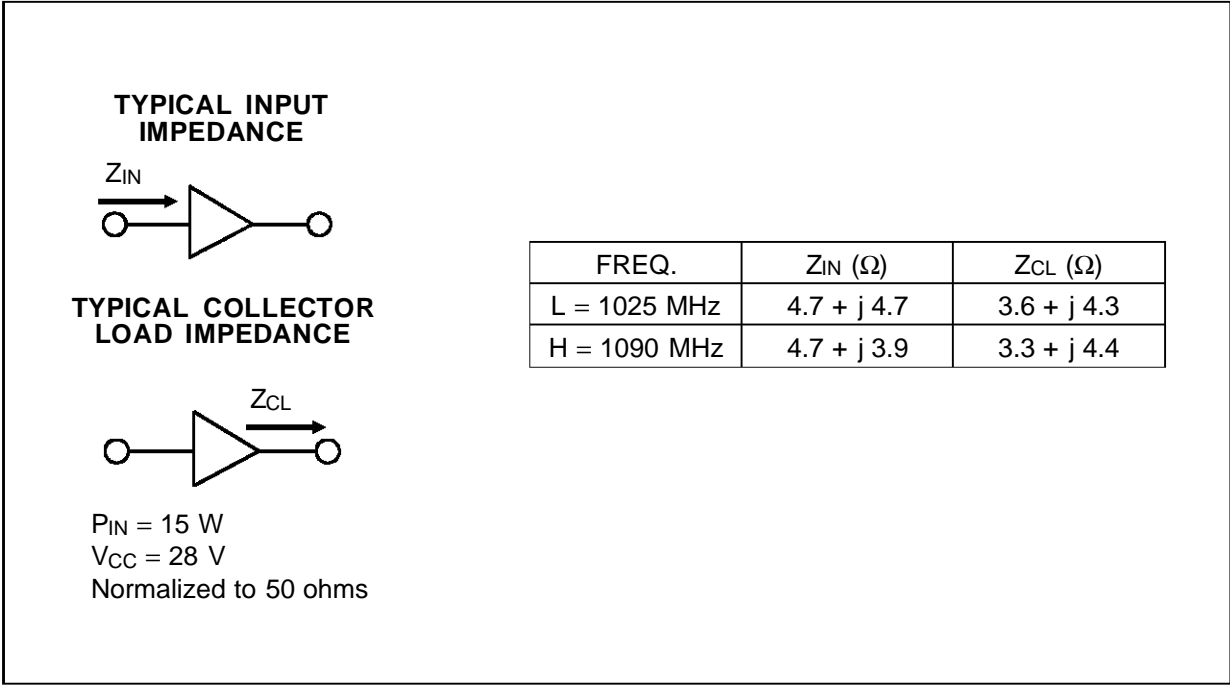 TYPICAL INPUT
IMPEDANCE
ZIN
TYPICAL COLLECTOR
LOAD IMPEDANCE
ZCL
PIN = 15 W
VCC = 28 V
Normalized to 50 ohms
FREQ. ZIN (Ω) ZCL (Ω)
L = 1025 MHz 4.7 + j 4.7 3.6 + j 4.3
H = 1090 MHz 4.7 + j 3.9 3.3 + j 4.4